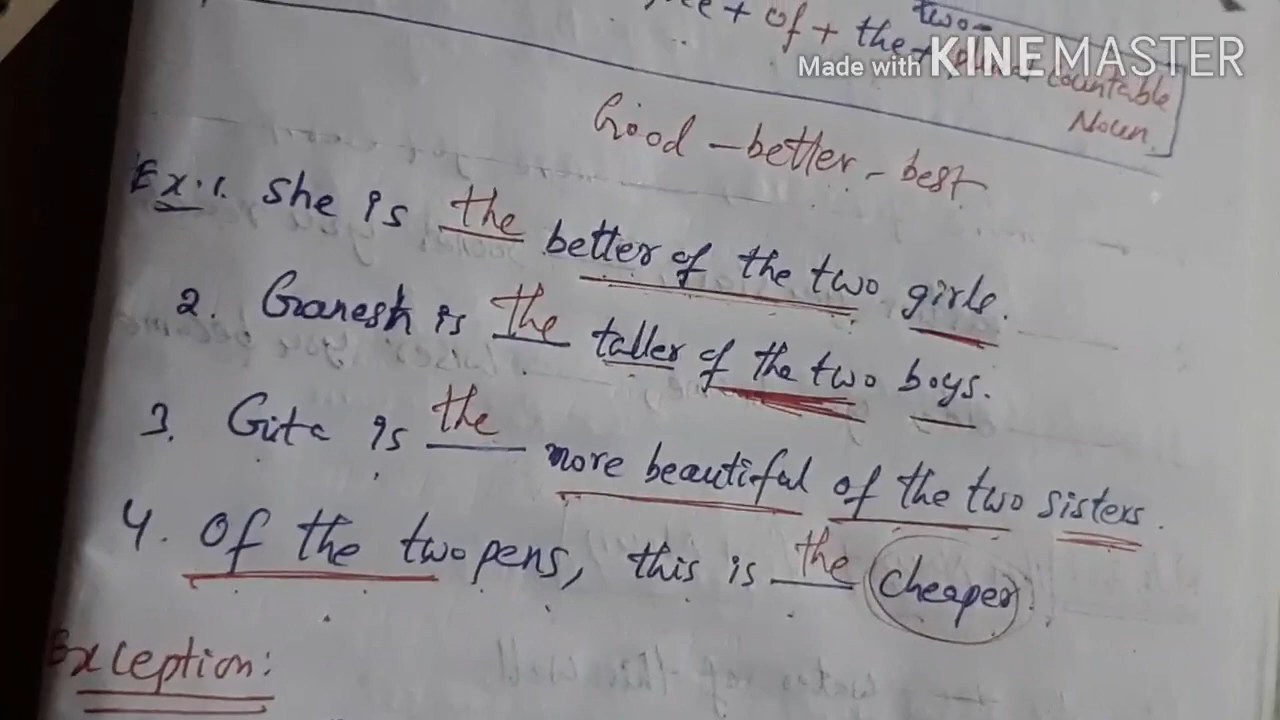 + of + the + two
Made with KINEMASTER
countable
Noun
Good - better - best
Ex. 1. She is the better of the two girls.
2. Ganesh is the taller of the two boys.
3. Gita is the more beautiful of the two sisters.
4. Of the two pens, this is the cheaper.
Exception: